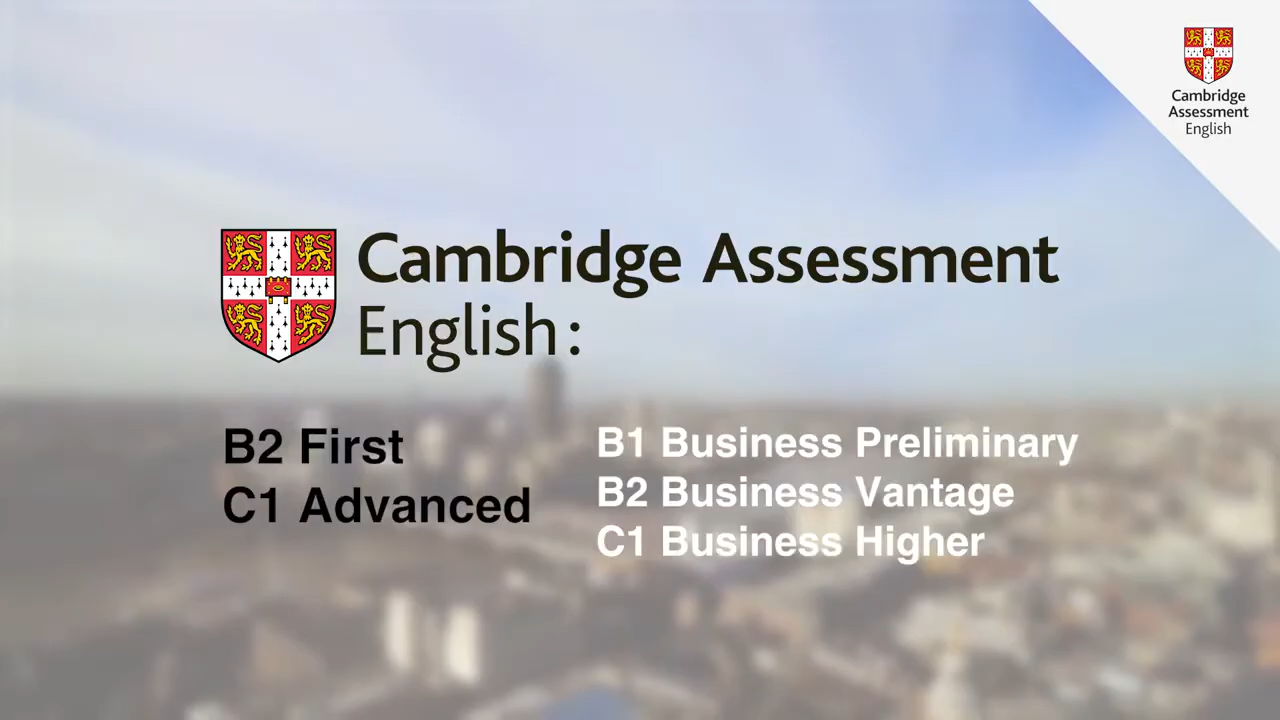 Cambridge
Assessment
English
Cambridge Assessment
English:
B2 First
C1 Advanced
B1 Business Preliminary
B2 Business Vantage
C1 Business Higher